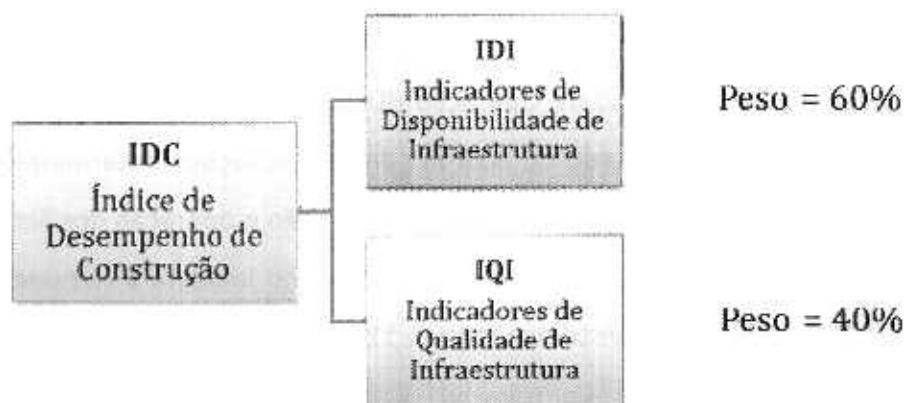 IDC
Índice de
Desempenho de
Construção
IDI
Indicadores de
Disponibilidade de
Infraestrutura
Peso = 60%
IQI
Indicadores de
Qualidade de
Infraestrutura
Peso = 40%